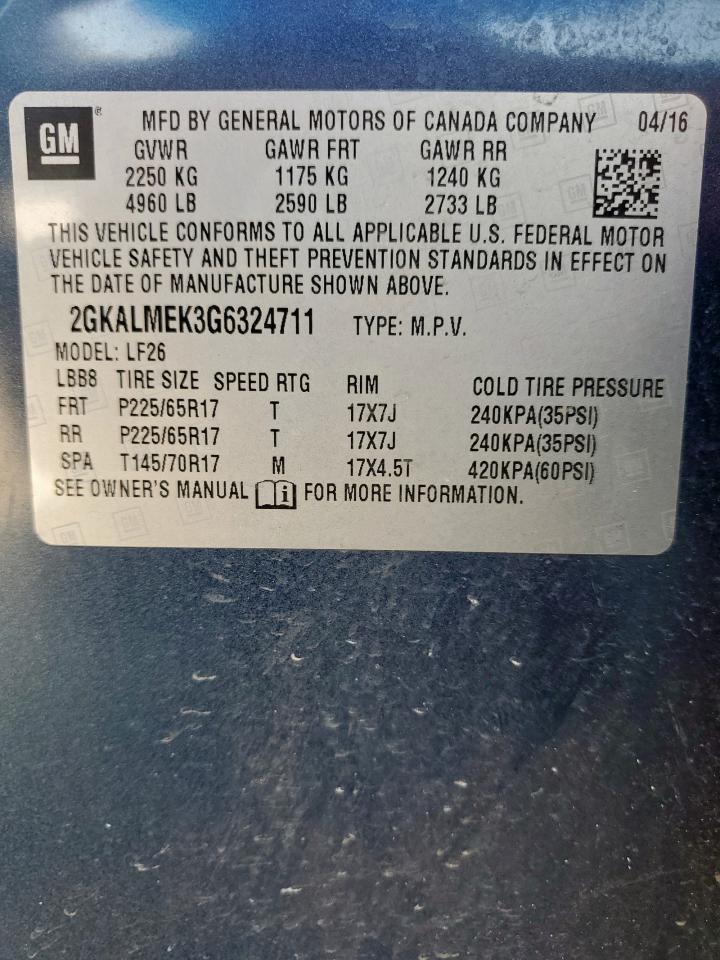 GM ® MFD BY GENERAL MOTORS OF CANADA COMPANY 04/16
GVWR GAWR FRT GAWR RR
2250 KG 1175 KG 1240 KG
4960 LB 2590 LB 2733 LB
THIS VEHICLE CONFORMS TO ALL APPLICABLE U.S. FEDERAL MOTOR
VEHICLE SAFETY AND THEFT PREVENTION STANDARDS IN EFFECT ON
THE DATE OF MANUFACTURE SHOWN ABOVE.
2GKALMEK3G6324711 TYPE: M.P.V.
MODEL: LF26
LBB8 TIRE SIZE SPEED RTG RIM COLD TIRE PRESSURE
FRT P225/65R17 T 17X7J 240KPA(35PSI)
RR P225/65R17 T 17X7J 240KPA(35PSI)
SPA T145/70R17 M 17X4.5T 420KPA(60PSI)
SEE OWNER'S MANUAL i FOR MORE INFORMATION.